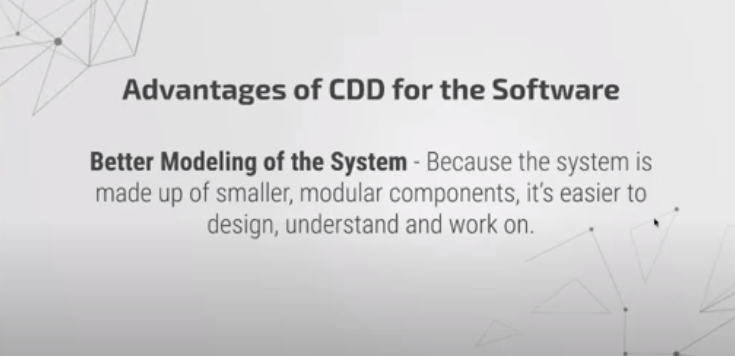 Advantages of CDD for the Software
Better Modeling of the System - Because the system is
made up of smaller, modular components, it's easier to
design, understand and work on.